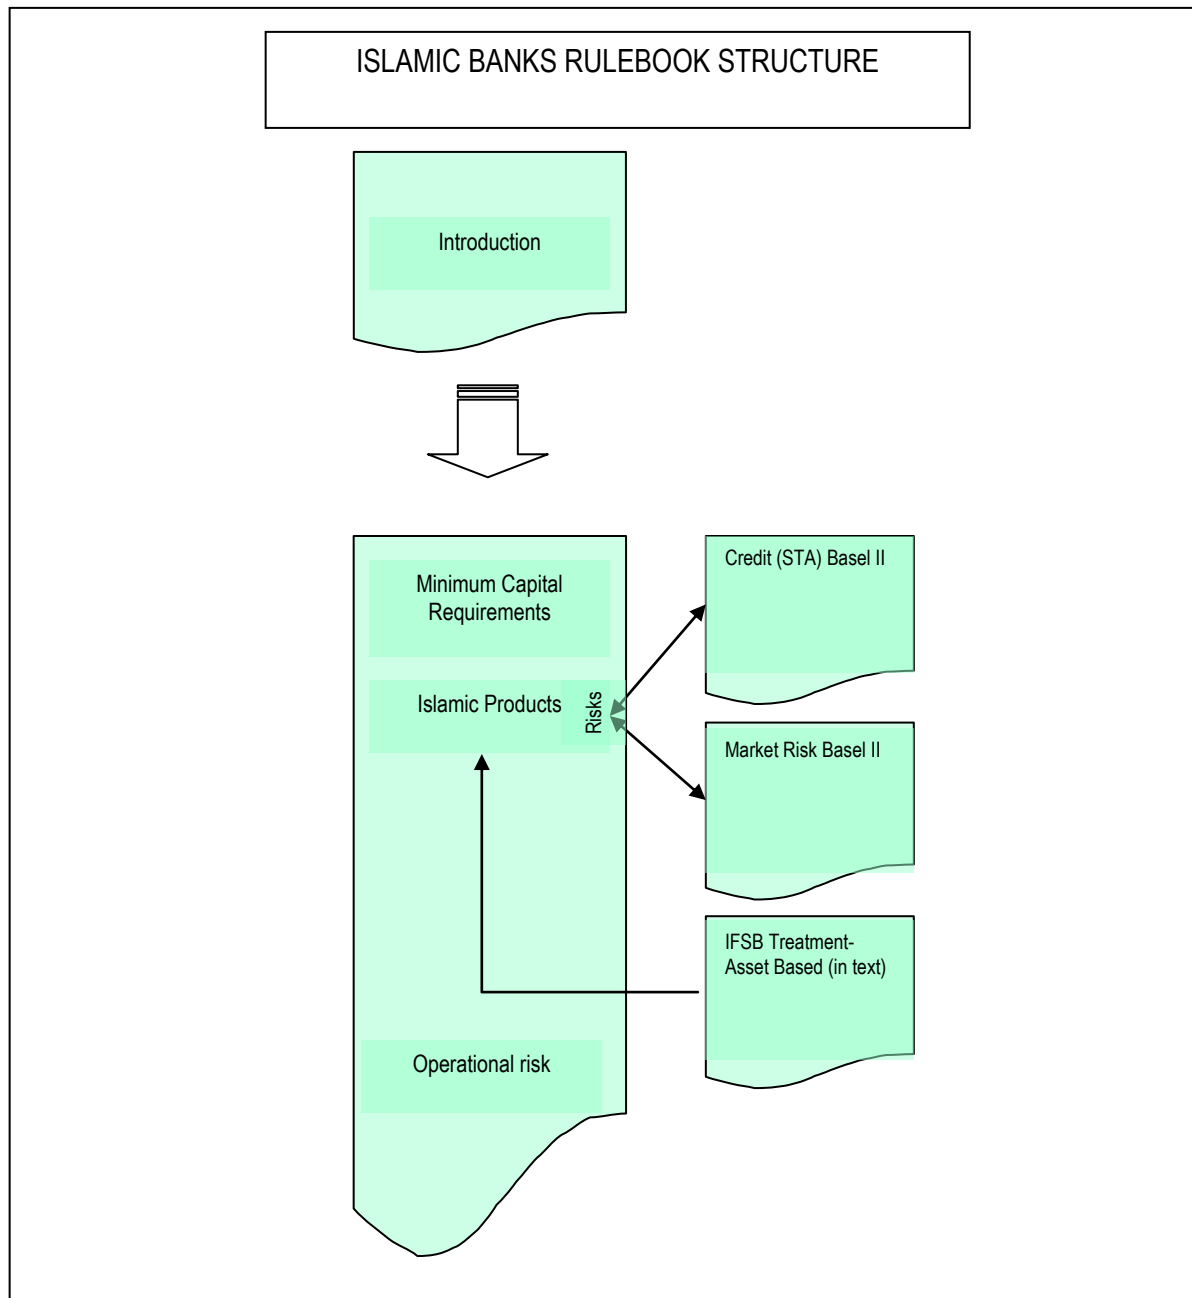 ISLAMIC BANKS RULEBOOK STRUCTURE
Introduction
Minimum Capital
Requirements
Islamic Products
Risks
Operational risk
Credit (STA) Basel II
Market Risk Basel II
IFSB Treatment-
Asset Based (in text)